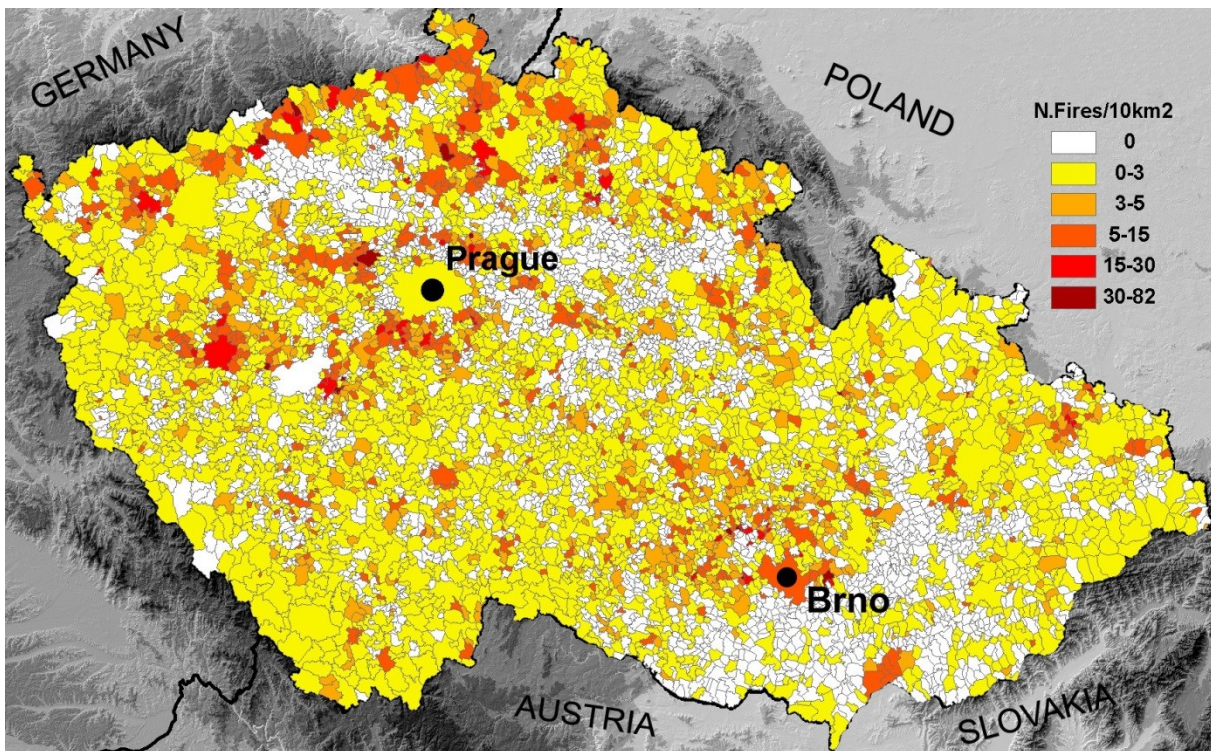 GERMANY
POLAND
N.Fires/10km2
0
0-3
3-5
5-15
15-30
30-82
Prague
Brno
AUSTRIA
SLOVAKIA